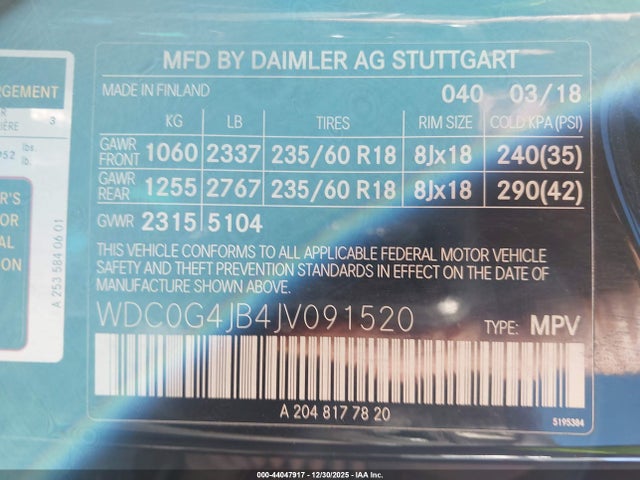 MFD BY DAIMLER AG STUTTGART
MADE IN FINLAND 040 03/18
KG LB TIRES RIM SIZE COLD KPA (PSI)
GAWR FRONT 1060 2337 235/60 R18 8Jx18 240(35)
GAWR REAR 1255 2767 235/60 R18 8Jx18 290(42)
GVWR 2315 5104
THIS VEHICLE CONFORMS TO ALL APPLICABLE FEDERAL MOTOR VEHICLE
SAFETY AND THEFT PREVENTION STANDARDS IN EFFECT ON THE DATE OF
MANUFACTURE SHOWN ABOVE.
WDC0G4JB4JV091520 TYPE: MPV
A 204 817 78 20
5195384
A 253 584 06 01
000-44047917 - 12/30/2025 - IAA Inc.